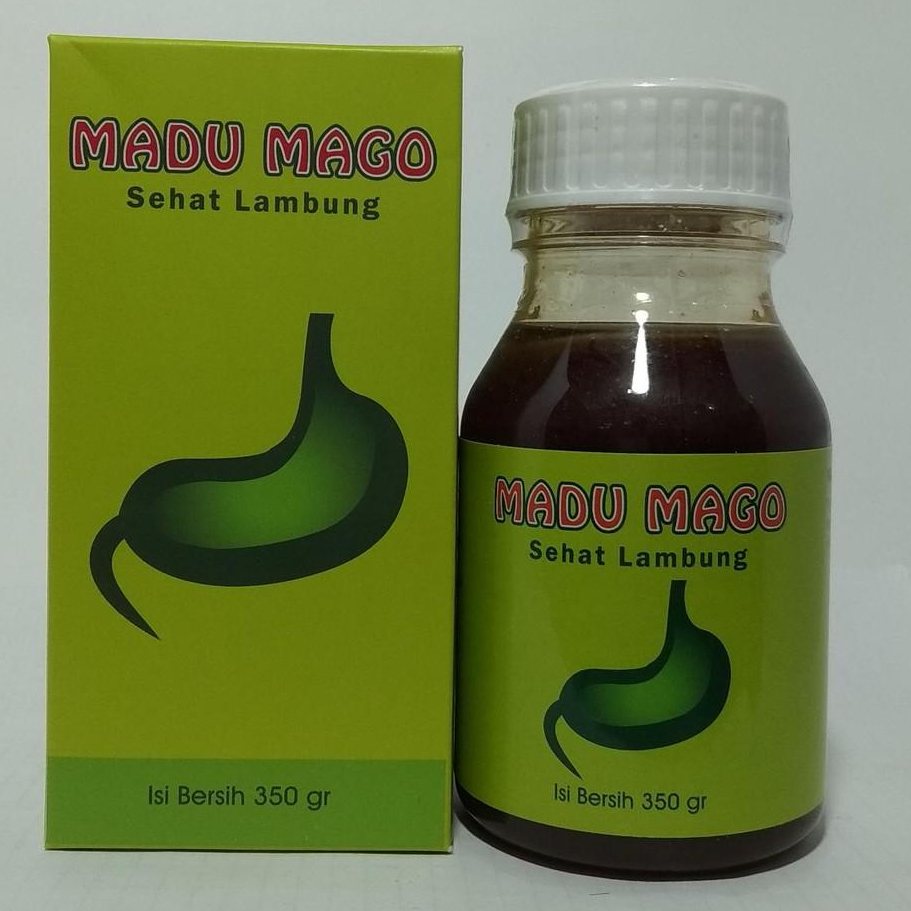 MADU MAGO
Sehat Lambung
Isi Bersih 350 gr
MADU MAGO
Sehat Lambung
Isi Bersih 350 gr